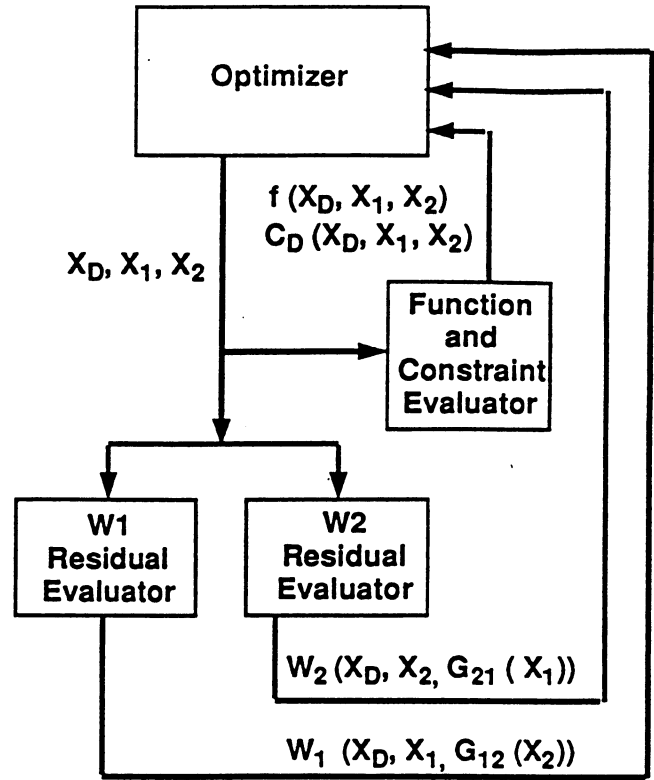 Optimizer
f (X_D, X_1, X_2)
C_D (X_D, X_1, X_2)
X_D, X_1, X_2
Function
and
Constraint
Evaluator
W1
Residual
Evaluator
W2
Residual
Evaluator
W_2 (X_D, X_2, G_21 ( X_1))
W_1 (X_D, X_1, G_12 (X_2))